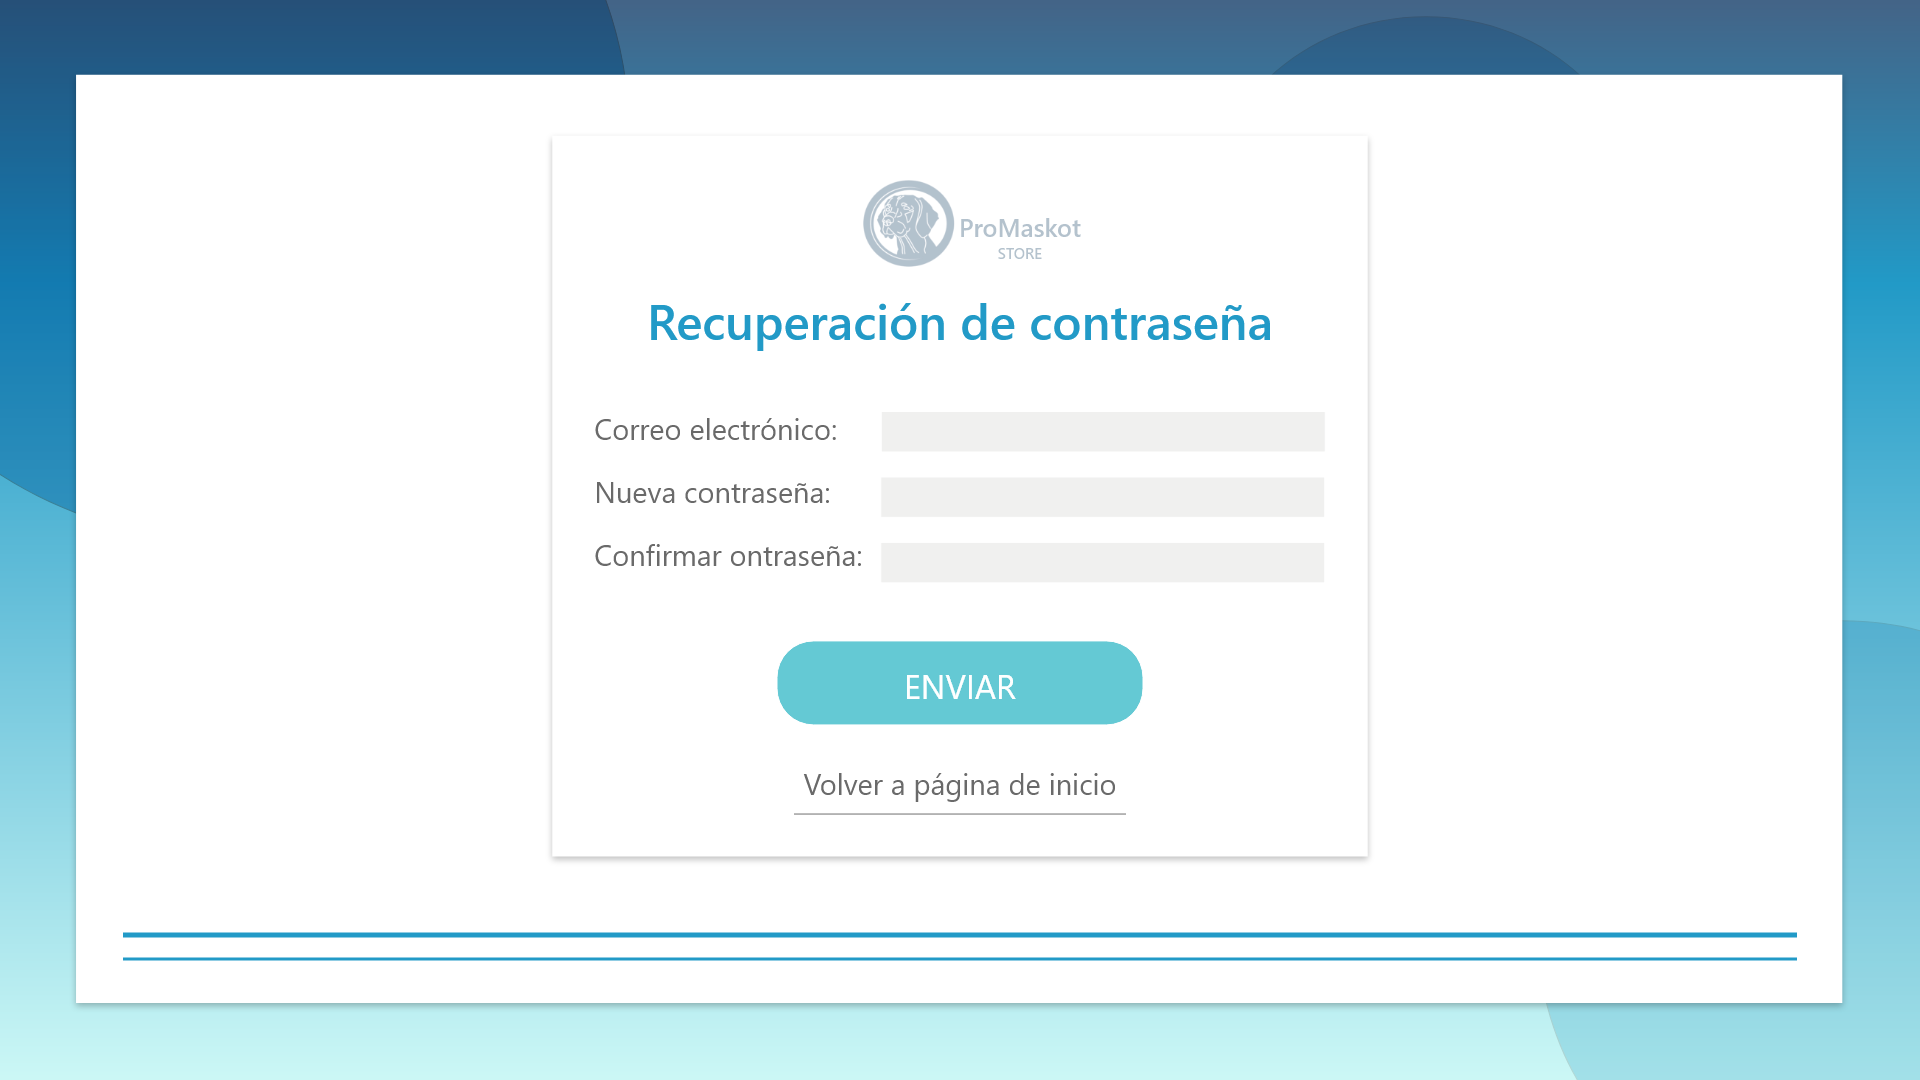 ProMaskot
STORE
Recuperación de contraseña
Correo electrónico:
Nueva contraseña:
Confirmar ontraseña:
ENVIAR
Volver a página de inicio